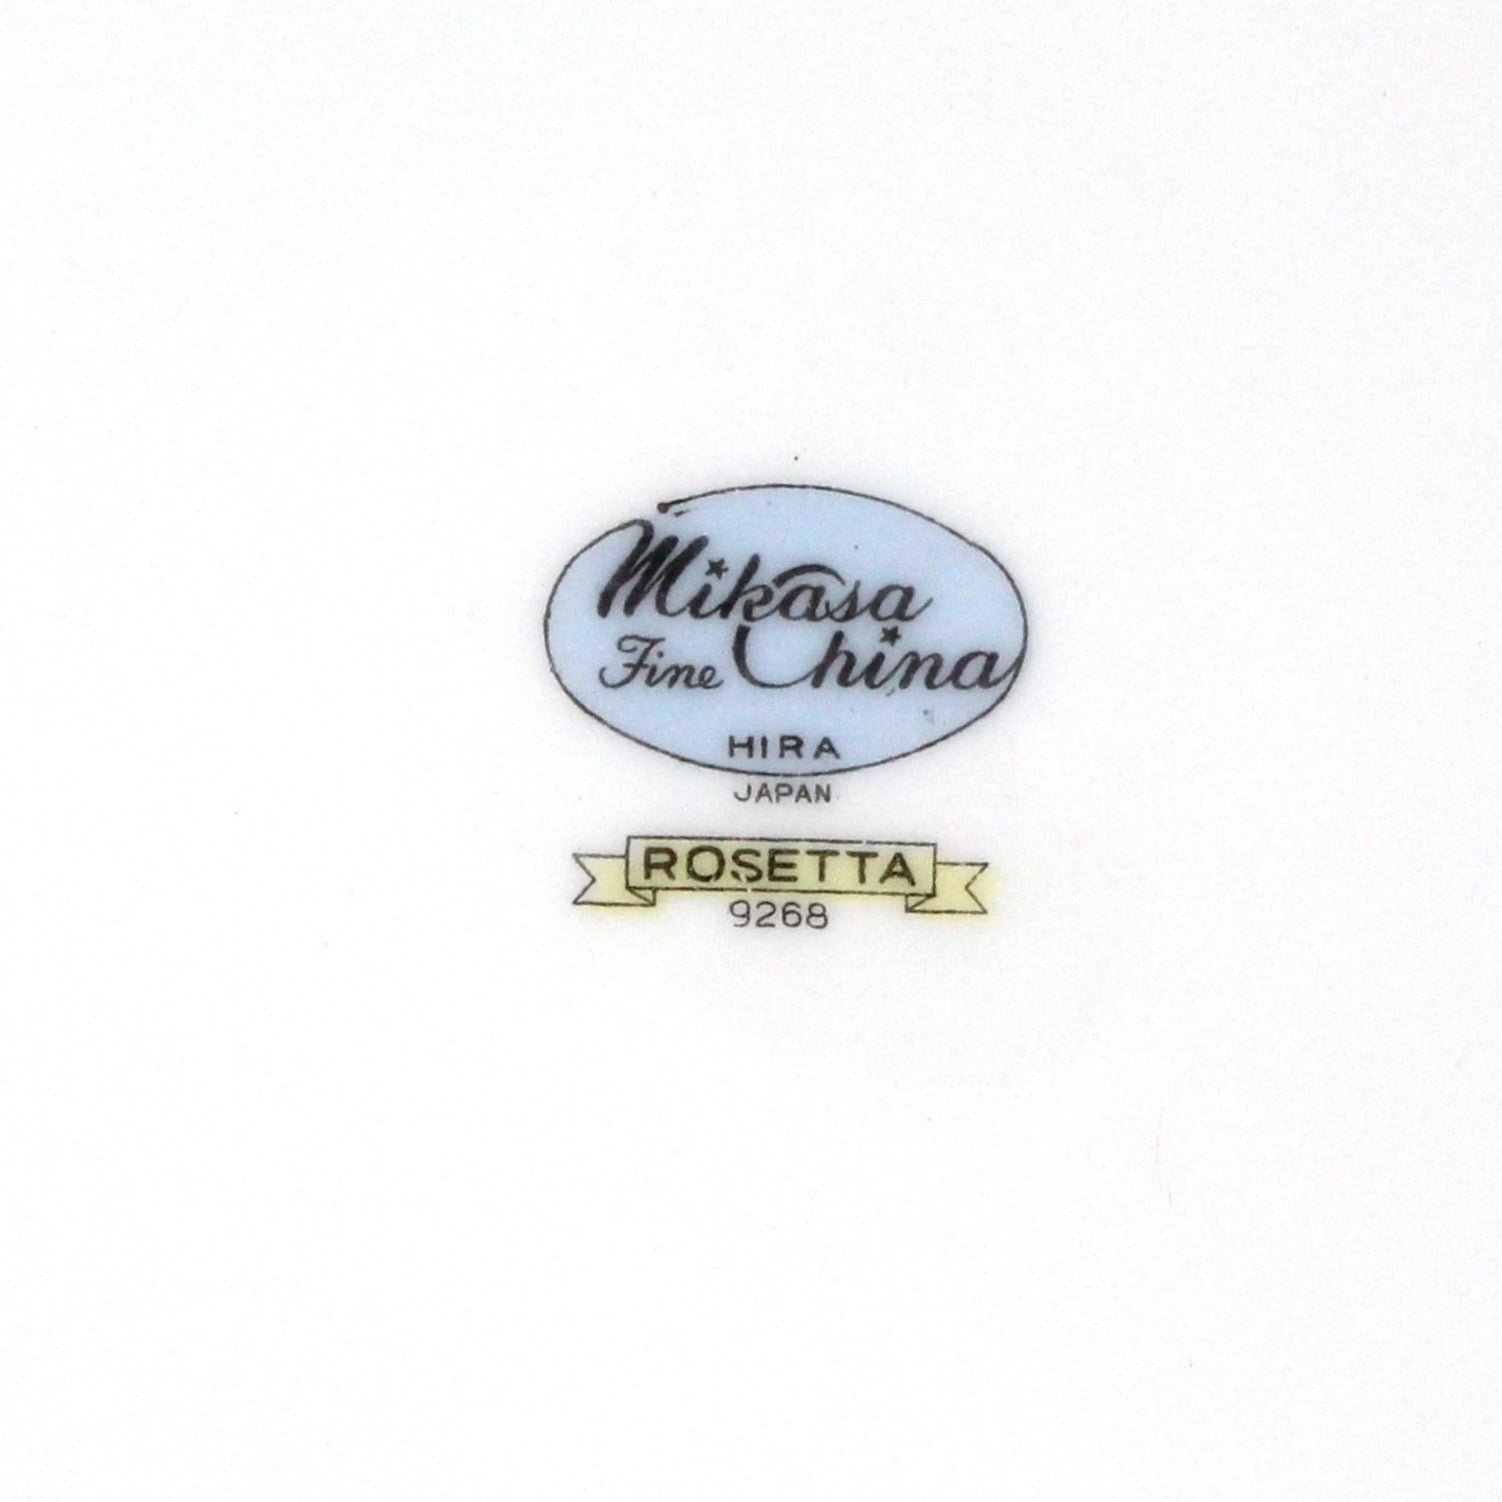 Mikasa
Fine China
HIRA
JAPAN
ROSETTA
9268